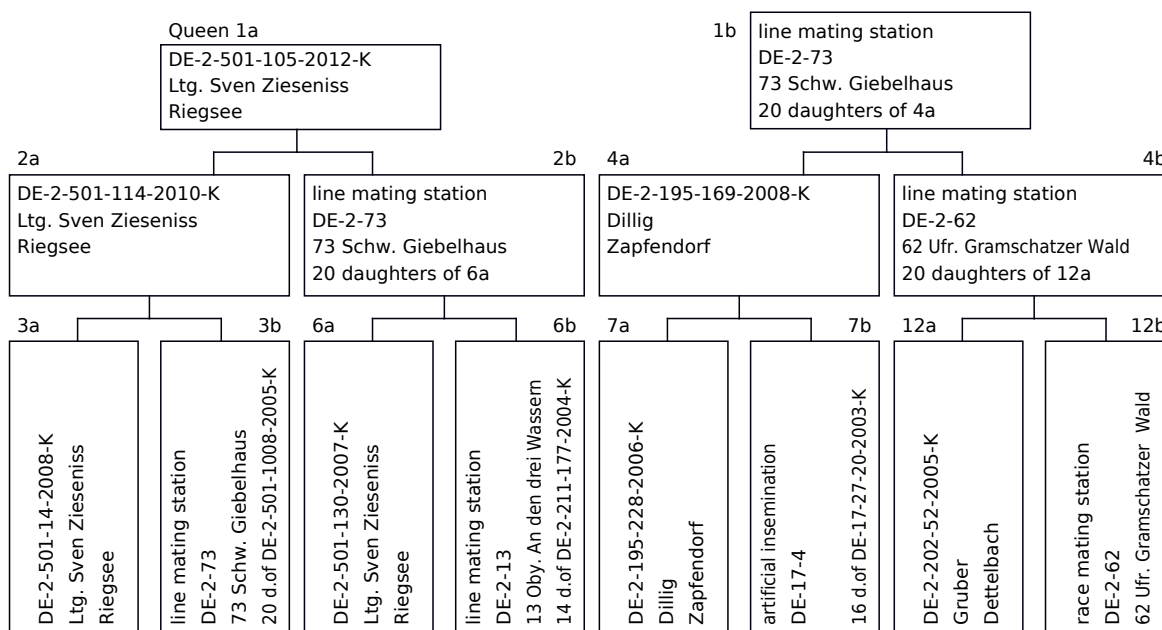 Queen 1a
DE-2-501-105-2012-K
Ltg. Sven Zieseniss
Riegsee
1b
line mating station
DE-2-73
73 Schw. Giebelhaus
20 daughters of 4a
2a
DE-2-501-114-2010-K
Ltg. Sven Zieseniss
Riegsee
2b
line mating station
DE-2-73
73 Schw. Giebelhaus
20 daughters of 6a
4a
DE-2-195-169-2008-K
Dillig
Zapfendorf
4b
line mating station
DE-2-62
62 Ufr. Gramschatzer Wald
20 daughters of 12a
3a
DE-2-501-14-2008-K
Ltg. Sven Zieseniss
Riegsee
3b
line mating station
DE-2-73
73 Schw. Giebelhaus
20 d.of DE-2-501-1008-2005-K
6a
DE-2-501-130-2007-K
Ltg. Sven Zieseniss
Riegsee
6b
line mating station
DE-2-13
13 Oby. An den drei Wassern
14 d.of DE-2-211-177-2004-K
7a
DE-2-195-228-2006-K
Dillig
Zapfendorf
7b
artificial insemination
DE-17-4
16 d.of DE-17-27-20-2003-K
12a
DE-2-202-52-2005-K
Gruber
Dettelbach
12b
race mating station
DE-2-62
62 Ufr. Gramschatzer Wald